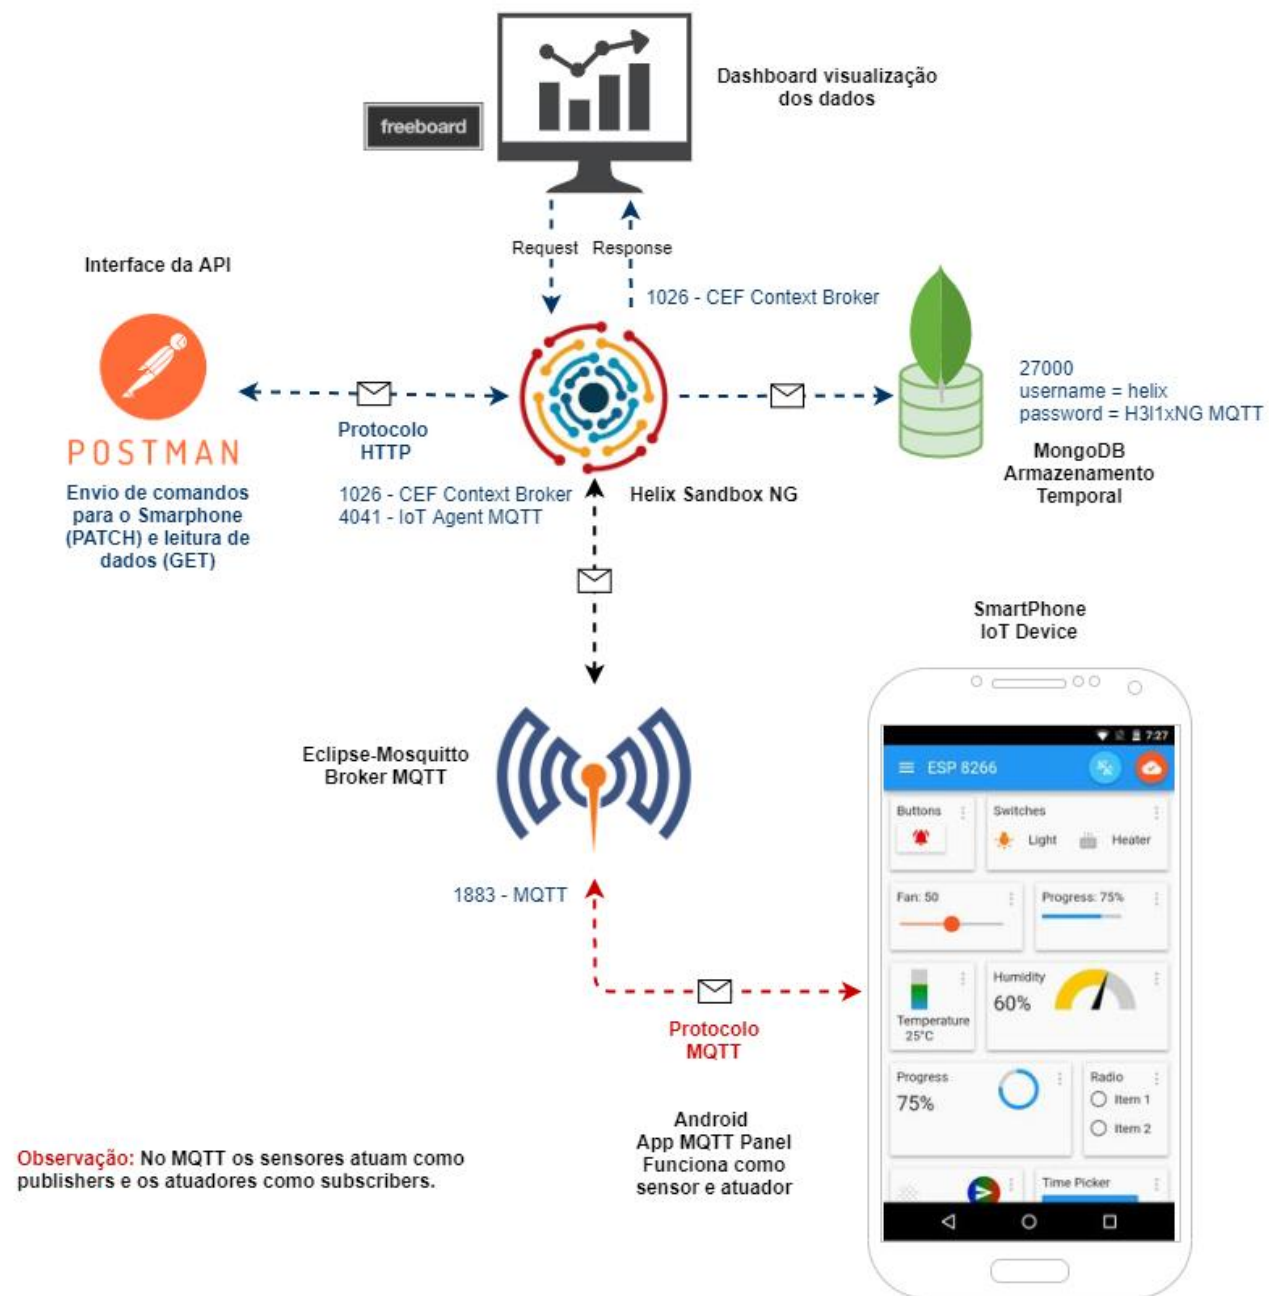 Dashboard visualização
dos dados
freeboard
Request Response
1026 - CEF Context Broker
Interface da API
POSTMAN
Envio de comandos
para o Smarphone
(PATCH) e leitura de
dados (GET)
Protocolo
HTTP
1026 - CEF Context Broker
4041 - IoT Agent MQTT
Helix Sandbox NG
27000
username = helix
password = H3l1xNG MQTT
MongoDB
Armazenamento
Temporal
Eclipse-Mosquitto
Broker MQTT
1883 - MQTT
Protocolo
MQTT
Android
App MQTT Panel
Funciona como
sensor e atuador
Observação: No MQTT os sensores atuam como
publishers e os atuadores como subscribers.
SmartPhone
IoT Device
7:27
ESP 8266
Buttons
Switches
Light
Heater
Fan: 50
Progress: 75%
Temperature
25°C
Humidity
60%
Progress
75%
Radio
Item 1
Item 2
Time Picker